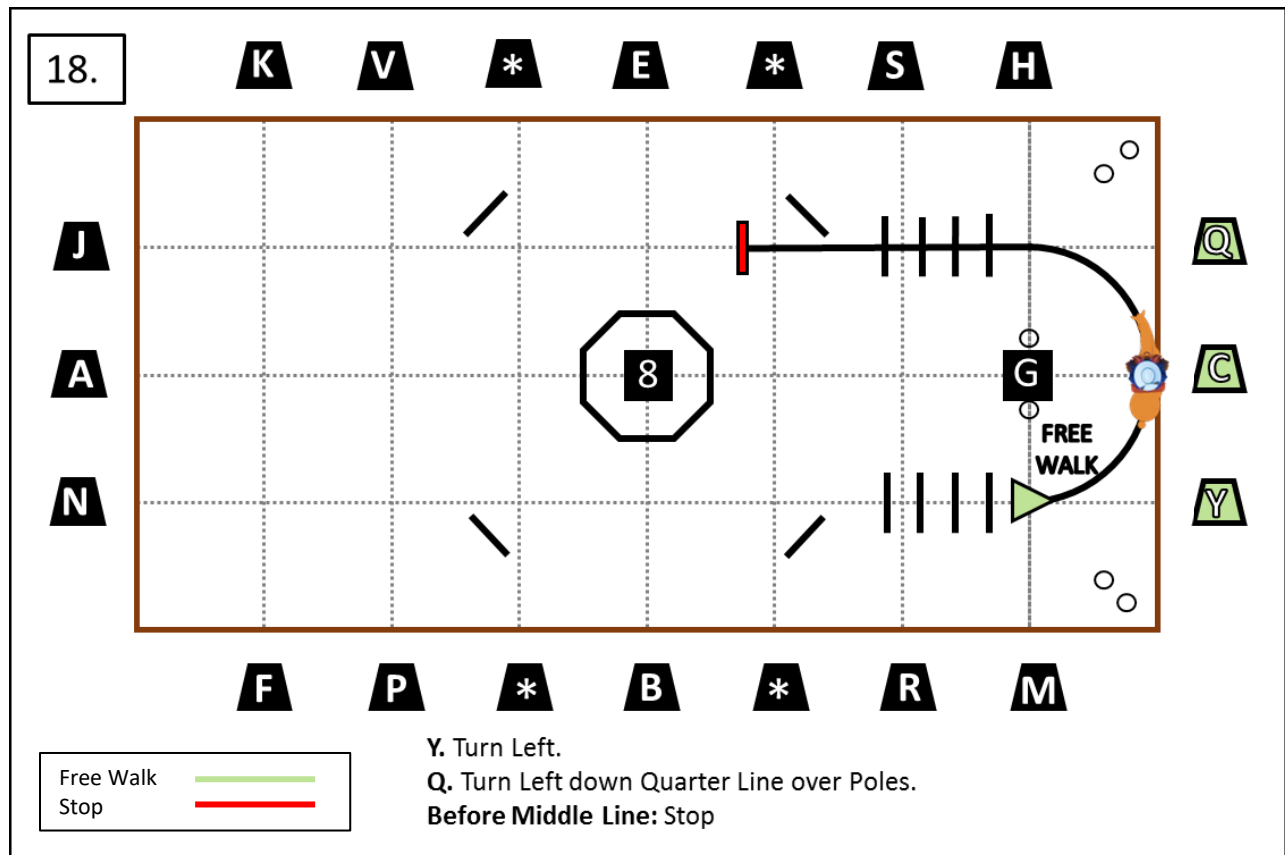 18.
K V * E * S H
J
Q
A
8
G
C
FREE
WALK
N
Y
F P * B * R M
Free Walk
Stop
Y. Turn Left.
Q. Turn Left down Quarter Line over Poles.
Before Middle Line: Stop